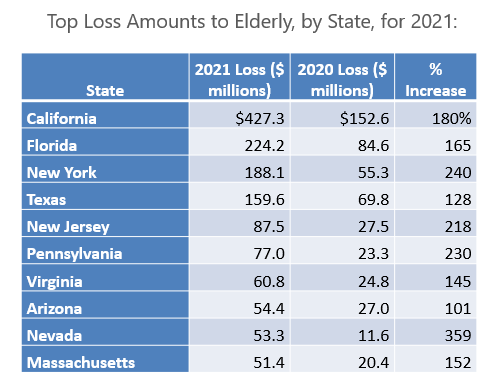 Top Loss Amounts to Elderly, by State, for 2021:
State 2021 Loss ($ millions) 2020 Loss ($ millions) % Increase
California $427.3 $152.6 180%
Florida 224.2 84.6 165
New York 188.1 55.3 240
Texas 159.6 69.8 128
New Jersey 87.5 27.5 218
Pennsylvania 77.0 23.3 230
Virginia 60.8 24.8 145
Arizona 54.4 27.0 101
Nevada 53.3 11.6 359
Massachusetts 51.4 20.4 152